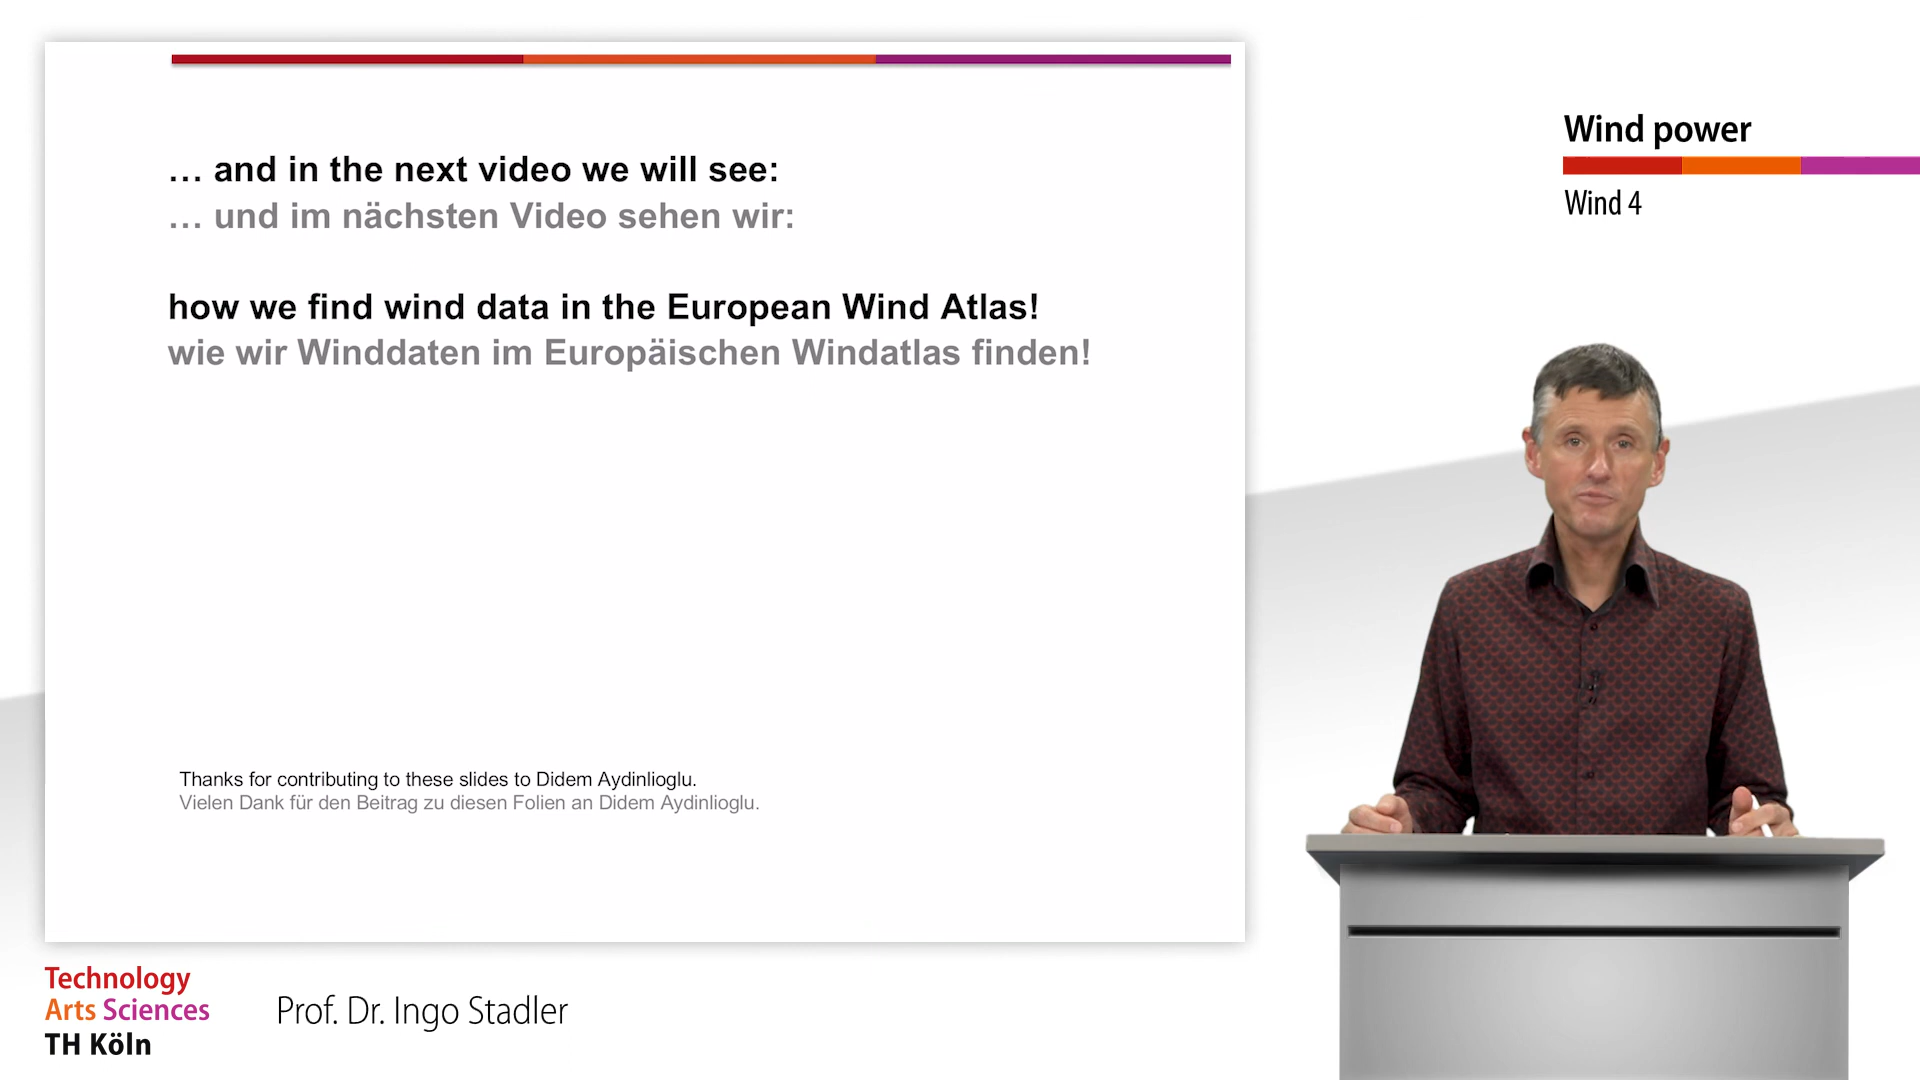 … and in the next video we will see:
… und im nächsten Video sehen wir:
how we find wind data in the European Wind Atlas!
wie wir Winddaten im Europäischen Windatlas finden!
Thanks for contributing to these slides to Didem Aydinlioglu.
Vielen Dank für den Beitrag zu diesen Folien an Didem Aydinlioglu.
Wind power
Wind 4
Technology
Arts Sciences
TH Köln
Prof. Dr. Ingo Stadler